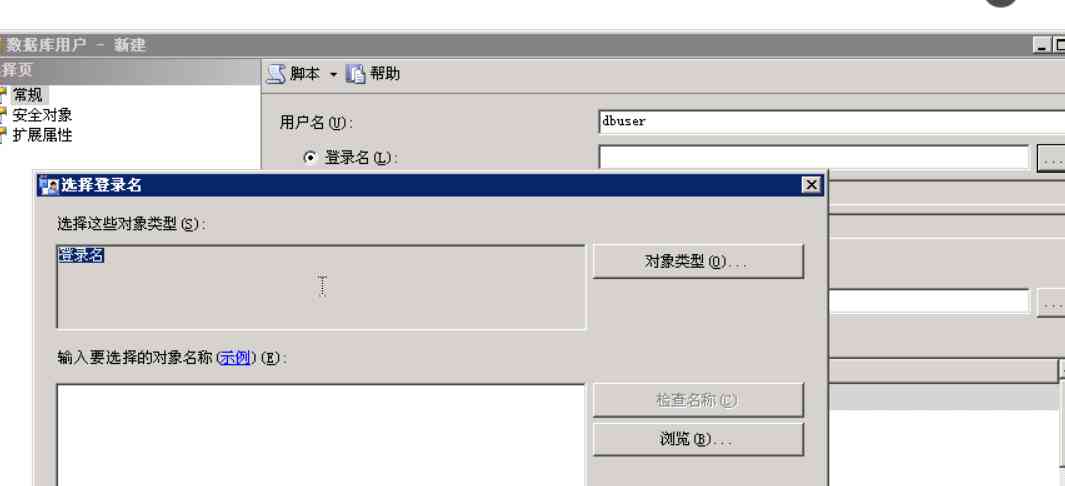 数据库用户 - 新建
择页
脚本 帮助
常规
安全对象
扩展属性
用户名(U):
dbuser
登录名(L):
...
选择登录名
选择这些对象类型(S):
登录名
对象类型(O)...
...
输入要选择的对象名称(示例)(E):
检查名称(C)
浏览(B)...